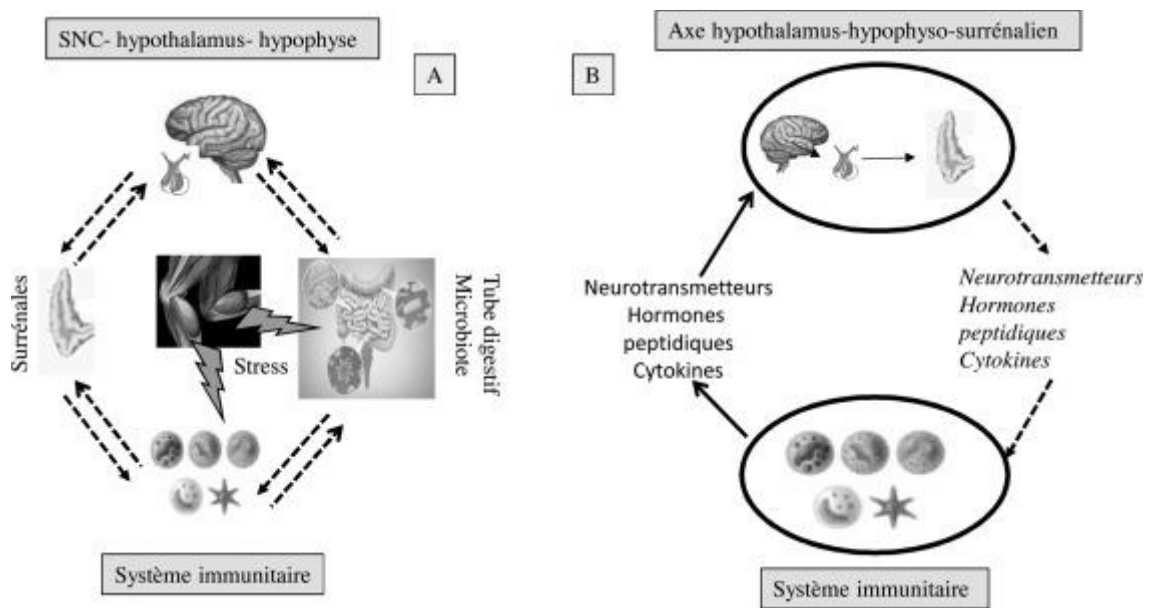 SNC- hypothalamus- hypophyse
A
Surrénales
Stress
Tube digestif
Microbiote
Système immunitaire
Axe hypothalamus-hypophyso-surrénalien
B
Neurotransmetteurs
Hormones
peptidiques
Cytokines
Neurotransmetteurs
Hormones
peptidiques
Cytokines
Système immunitaire